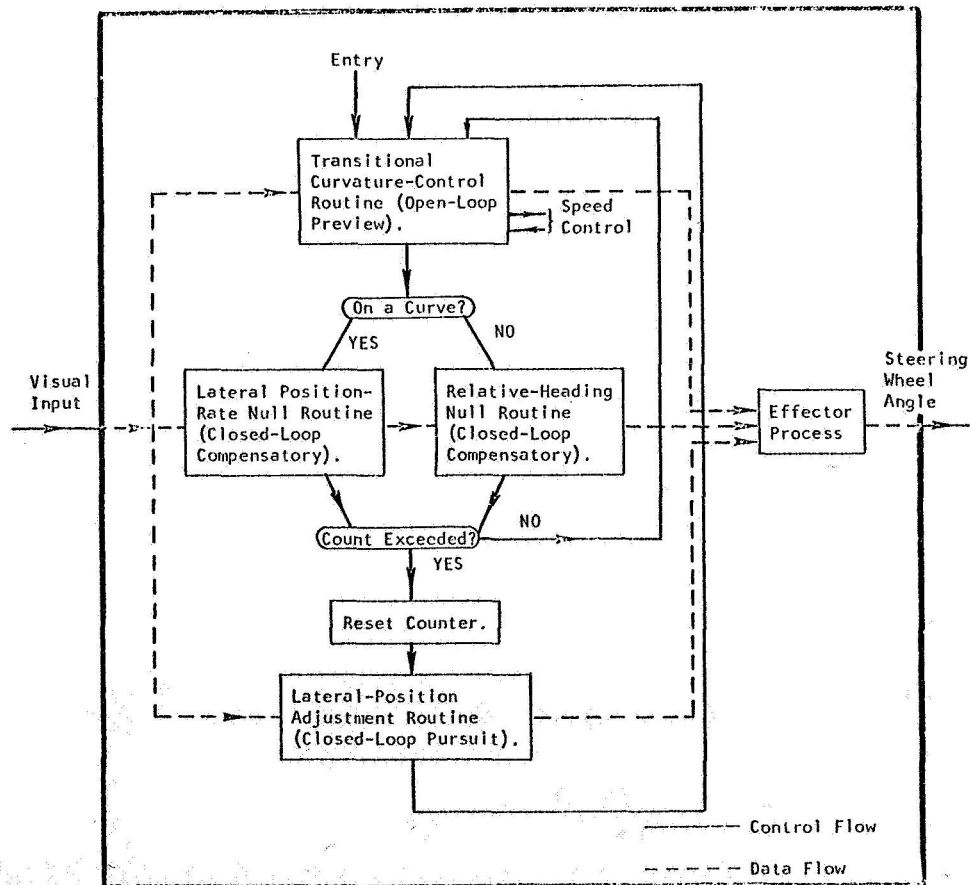 Entry
Transitional
Curvature-Control
Routine (Open-Loop
Preview).
Speed
Control
On a Curve?
YES
NO
Visual
Input
Lateral Position-
Rate Null Routine
(Closed-Loop
Compensatory).
Relative-Heading
Null Routine
(Closed-Loop
Compensatory).
Effector
Process
Steering
Wheel
Angle
Count Exceeded?
NO
YES
Reset Counter.
Lateral-Position
Adjustment Routine
(Closed-Loop Pursuit).
Control Flow
Data Flow